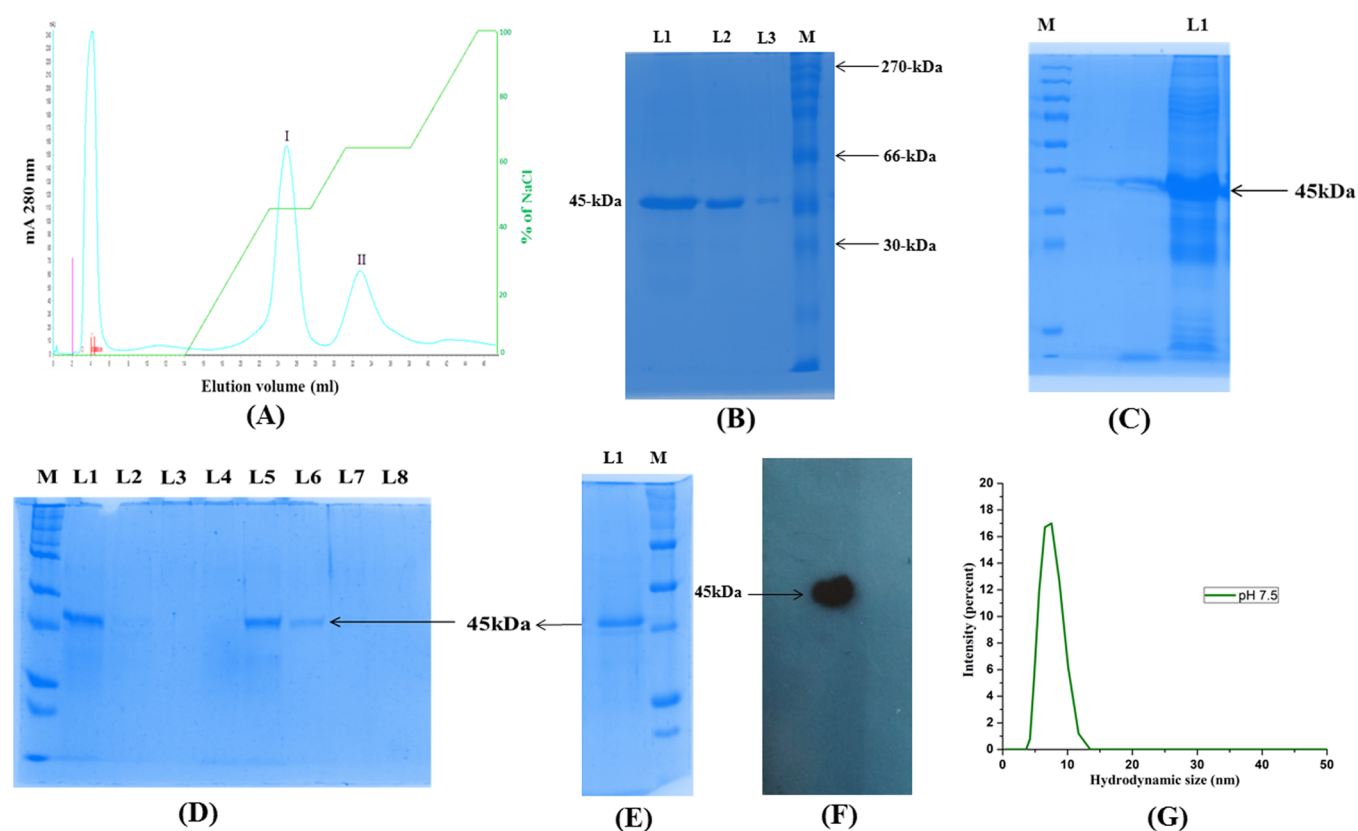 mA 280 nm
I
II
100
80
60
40
20
0
% of NaCl
Elution volume (ml)
(A)
L1 L2 L3 M
270-kDa
66-kDa
45-kDa
30-kDa
(B)
M L1
45kDa
(C)
M L1 L2 L3 L4 L5 L6 L7 L8
45kDa
(D)
L1 M
(E)
45kDa
(F)
20
18
16
14
12
10
8
6
4
2
0
Intensity (percent)
pH 7.5
0 10 20 30 40 50
Hydrodynamic size (nm)
(G)